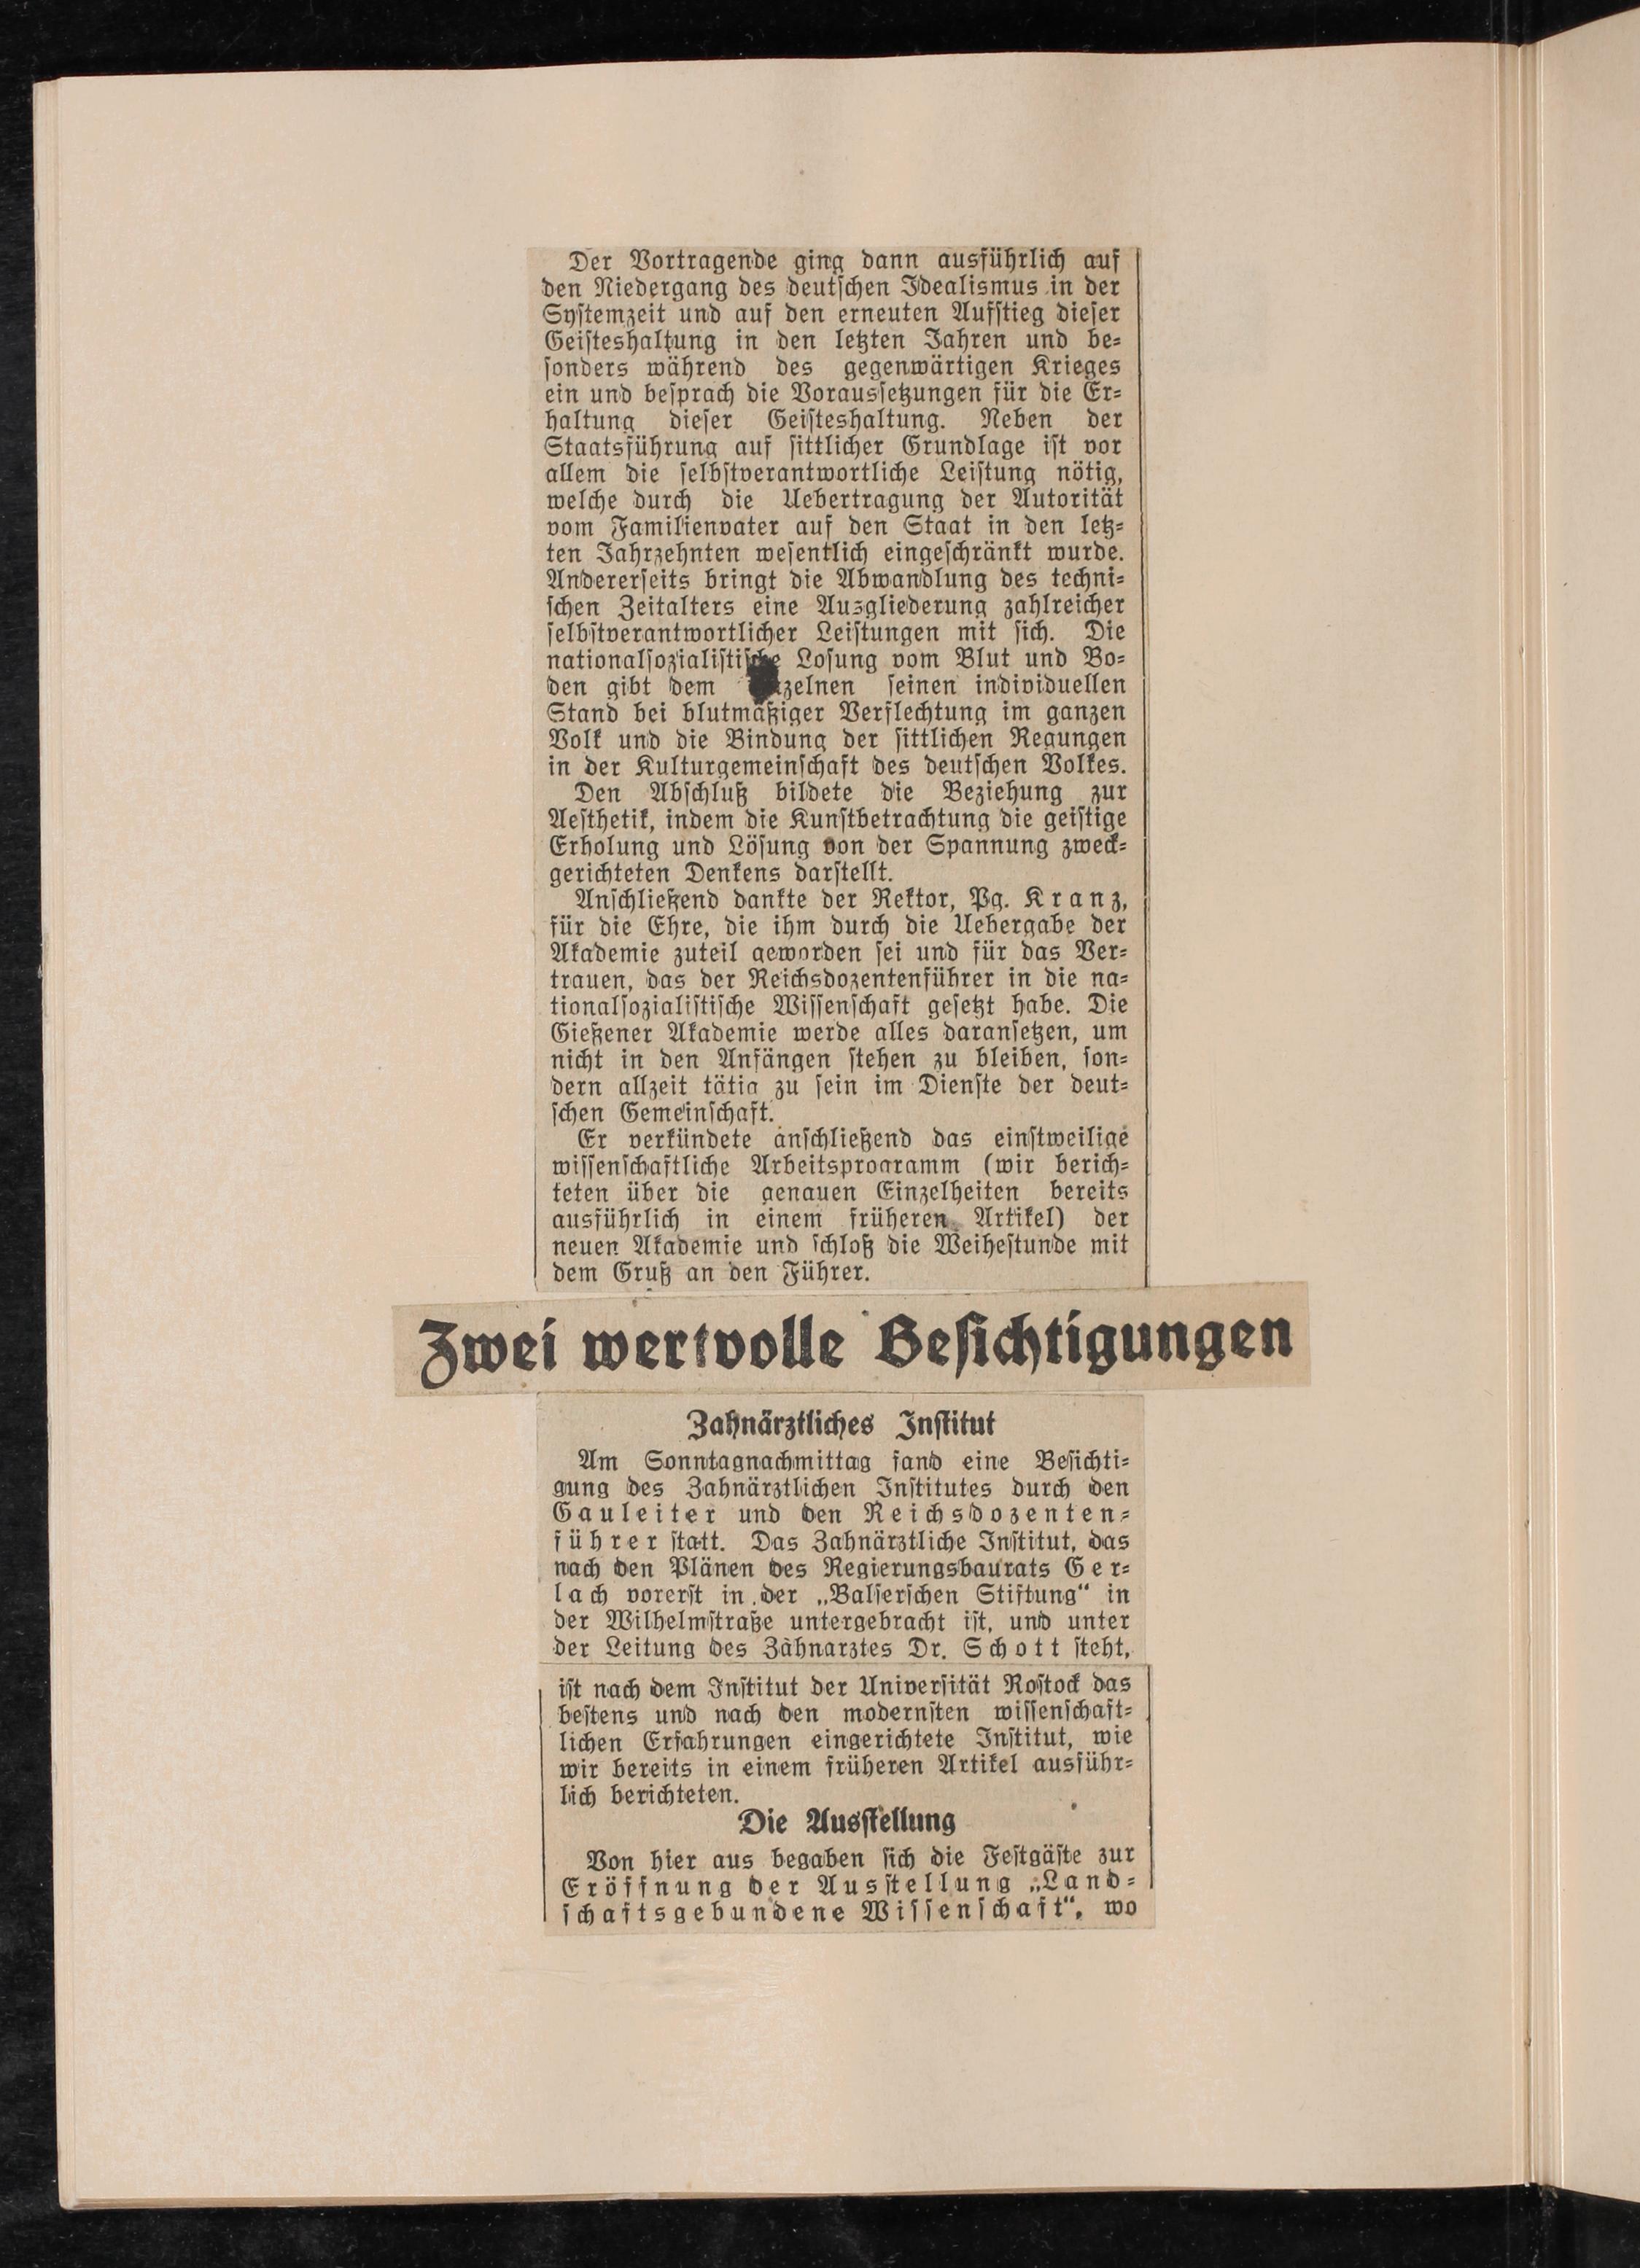 Der Vortragende ging dann ausführlich auf
den Niedergang des deutschen Idealismus in der
Systemzeit und auf den erneuten Aufstieg dieser
Geisteshaltung in den letzten Jahren und be-
sonders während des gegenwärtigen Krieges
ein und besprach die Voraussetzungen für die Er-
haltung dieser Geisteshaltung. Neben der
Staatsführung auf sittlicher Grundlage ist vor
allem die selbstverantwortliche Leistung nötig,
welche durch die Uebertragung der Autorität
vom Familienvater auf den Staat in den letz-
ten Jahrzehnten wesentlich eingeschränkt wurde.
Andererseits bringt die Abwandlung des techni-
schen Zeitalters eine Ausgliederung zahlreicher
selbstverantwortlicher Leistungen mit sich. Die
nationalsozialistische Losung vom Blut und Bo-
den gibt dem seinen individuellen
Stand bei blutmäßiger Verflechtung im ganzen
Volk und die Bindung der sittlichen Regungen
in der Kulturgemeinschaft des deutschen Volkes.
Den Abschluß bildete die Beziehung zur
Aesthetik, indem die Kunstbetrachtung die geistige
Erholung und Lösung von der Spannung zweck-
gerichteten Denkens darstellt.
Anschließend dankte der Rektor, Pg. Kranz,
für die Ehre, die ihm durch die Uebergabe der
Akademie zuteil geworden sei und für das Ver-
trauen, das der Reichsdozentenführer in die na-
tionalsozialistische Wissenschaft gesetzt habe. Die
Gießener Akademie werde alles daransetzen, um
nicht in den Anfängen stehen zu bleiben, son-
dern allzeit tätig zu sein im Dienste der deut-
schen Gemeinschaft.
Er verkündete anschließend das einstweilige
wissenschaftliche Arbeitsprogramm (wir berich-
teten über die genauen Einzelheiten bereits
ausführlich in einem früheren Artikel) der
neuen Akademie und schloß die Weihestunde mit
dem Gruß an den Führer.
Zwei wertvolle Besichtigungen
Zahnärztliches Institut
Am Sonntagnachmittag fand eine Besichti-
gung des Zahnärztlichen Institutes durch den
Gauleiter und den Reichsdozenten-
führer statt. Das Zahnärztliche Institut, das
nach den Plänen des Regierungsbaurats Ger-
lach vorerst in der „Balserschen Stiftung“ in
der Wilhelmstraße untergebracht ist, und unter
der Leitung des Zahnarztes Dr. Schott steht,
ist nach dem Institut der Universität Rostock das
bestens und nach den modernsten wissenschaft-
lichen Erfahrungen eingerichtete Institut, wie
wir bereits in einem früheren Artikel ausführ-
lich berichteten.
Die Ausstellung
Von hier aus begaben sich die Festgäste zur
Eröffnung der Ausstellung „Land-
schaftsgebundene Wissenschaft“, wo